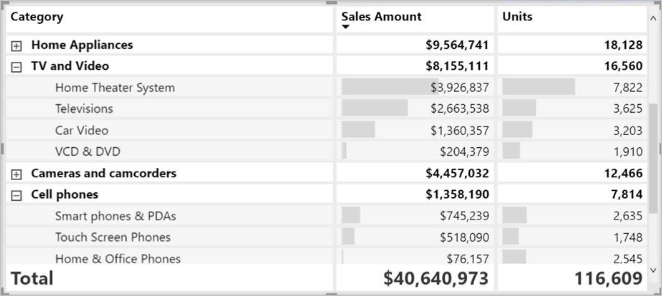 Category Sales Amount Units
Home Appliances $9,564,741 18,128
TV and Video $8,155,111 16,560
Home Theater System $3,926,837 7,822
Televisions $2,663,538 3,625
Car Video $1,360,357 3,203
VCD & DVD $204,379 1,910
Cameras and camcorders $4,457,032 12,466
Cell phones $1,358,190 7,814
Smart phones & PDAs $745,239 2,635
Touch Screen Phones $518,090 1,748
Home & Office Phones $76,157 2,545
Total $40,640,973 116,609